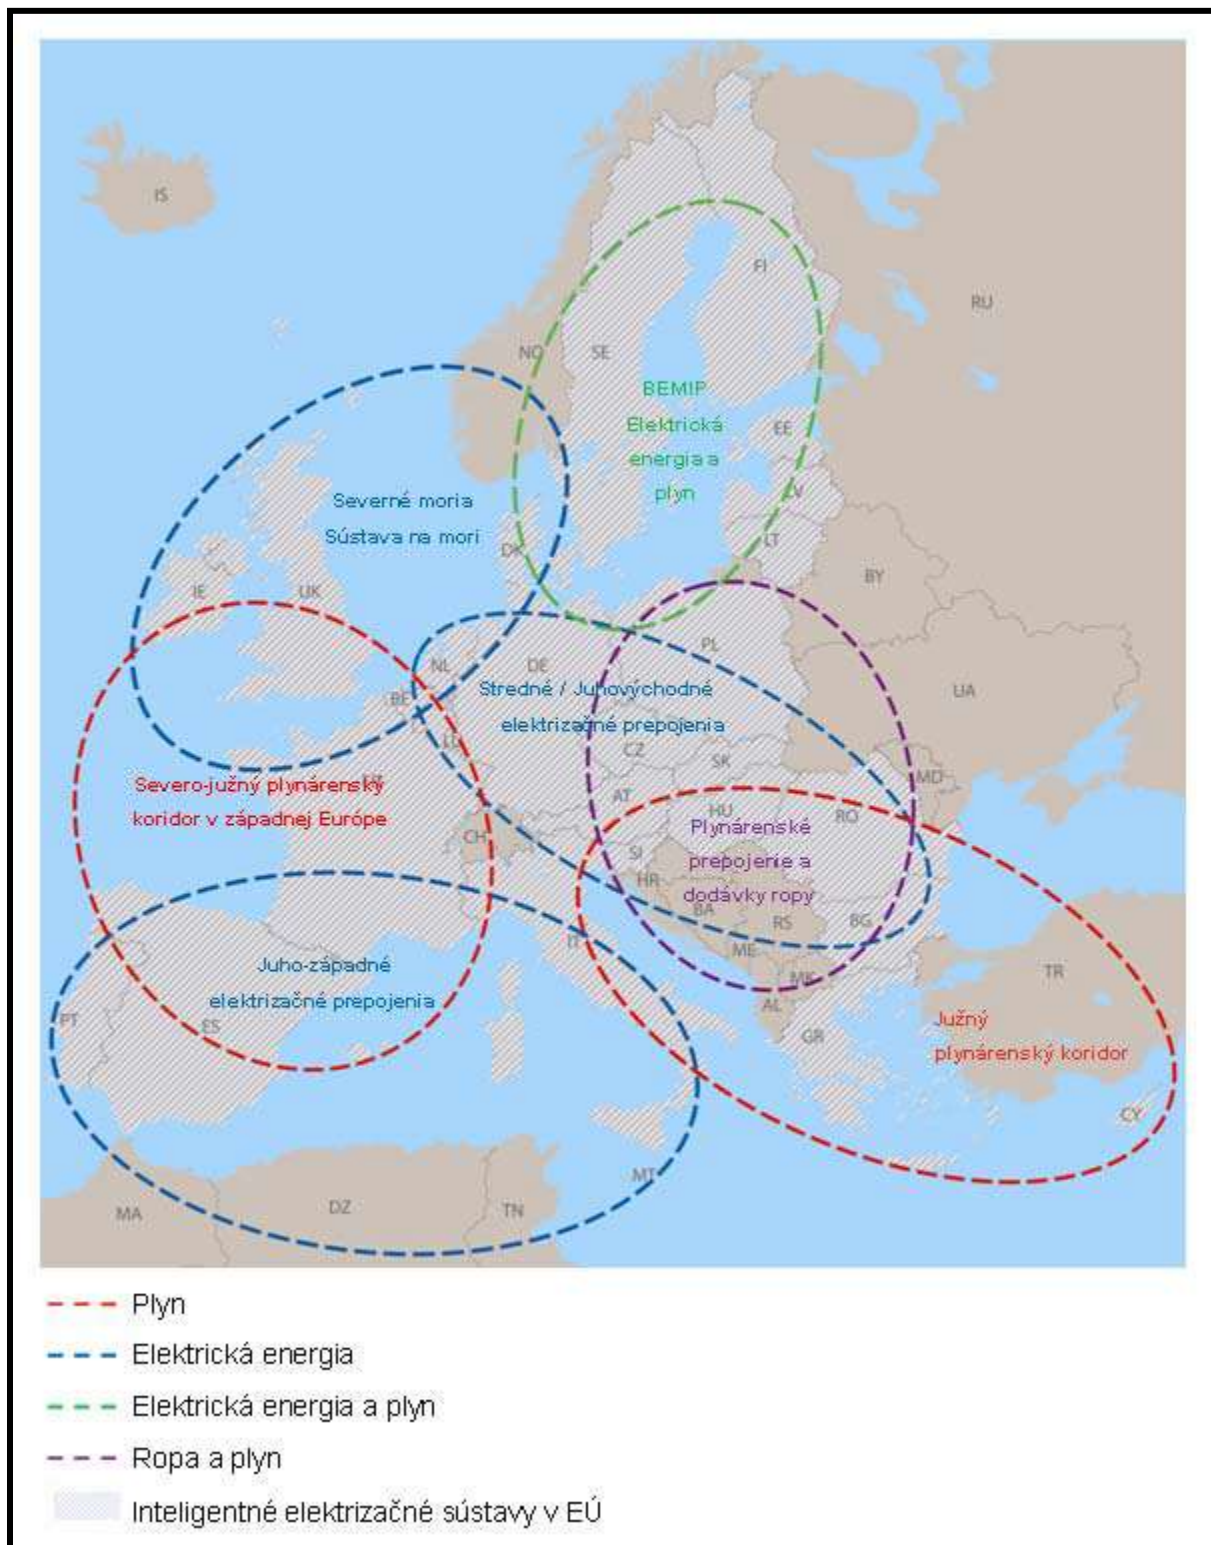 IS
RU
FI
NO
SE
BEMIP
Elektrická
energia a
plyn
EE
LV
LT
Severné moria
Sústava na mori
DK
IE
UK
BY
UA
NL
DE
PL
BE
LU
Stredné / Juhovýchodné
elektrizačné prepojenia
CZ
SK
MD
Severo-južný plynárenský
koridor v západnej Európe
AT
HU
RO
CH
Plynárenské
prepojenie a
dodávky ropy
SI
HR
BA
RS
BG
ME
MK
AL
IT
TR
Juho-západné
elektrizačné prepojenia
PT
ES
GR
Južný
plynárenský koridor
CY
MT
MA
DZ
TN
Plyn
Elektrická energia
Elektrická energia a plyn
Ropa a plyn
Inteligentné elektrizačné sústavy v EÚ